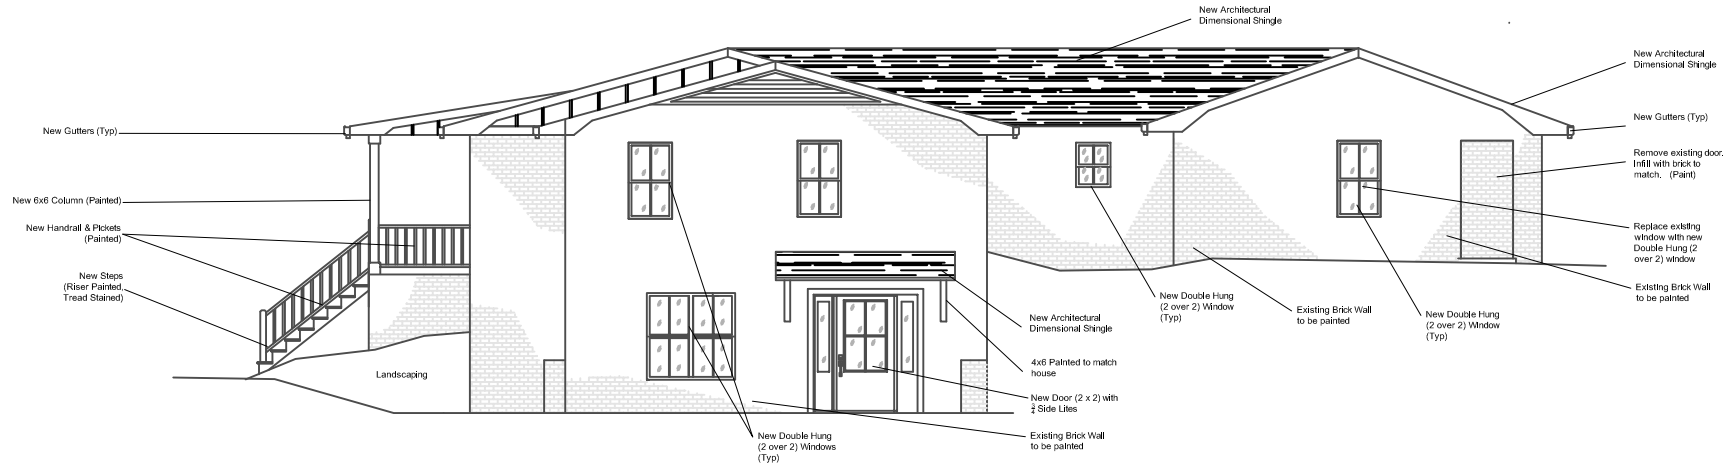 New Architectural
Dimensional Shingle
New Architectural
Dimensional Shingle
New Gutters (Typ)
New Gutters (Typ)
Remove existing door.
Infill with brick to
match. (Paint)
New 6x6 Column (Painted)
New Handrail & Pickets
(Painted)
Replace existing
window with new
Double Hung (2
over 2) window
New Steps
(Riser Painted,
Tread Stained)
Existing Brick Wall
to be painted
New Double Hung
(2 over 2) Window
(Typ)
Existing Brick Wall
to be painted
New Double Hung
(2 over 2) Window
(Typ)
New Architectural
Dimensional Shingle
4x6 Painted to match
house
Landscaping
New Door (2 x 2) with
3/4 Side Lites
New Double Hung
(2 over 2) Windows
(Typ)
Existing Brick Wall
to be painted